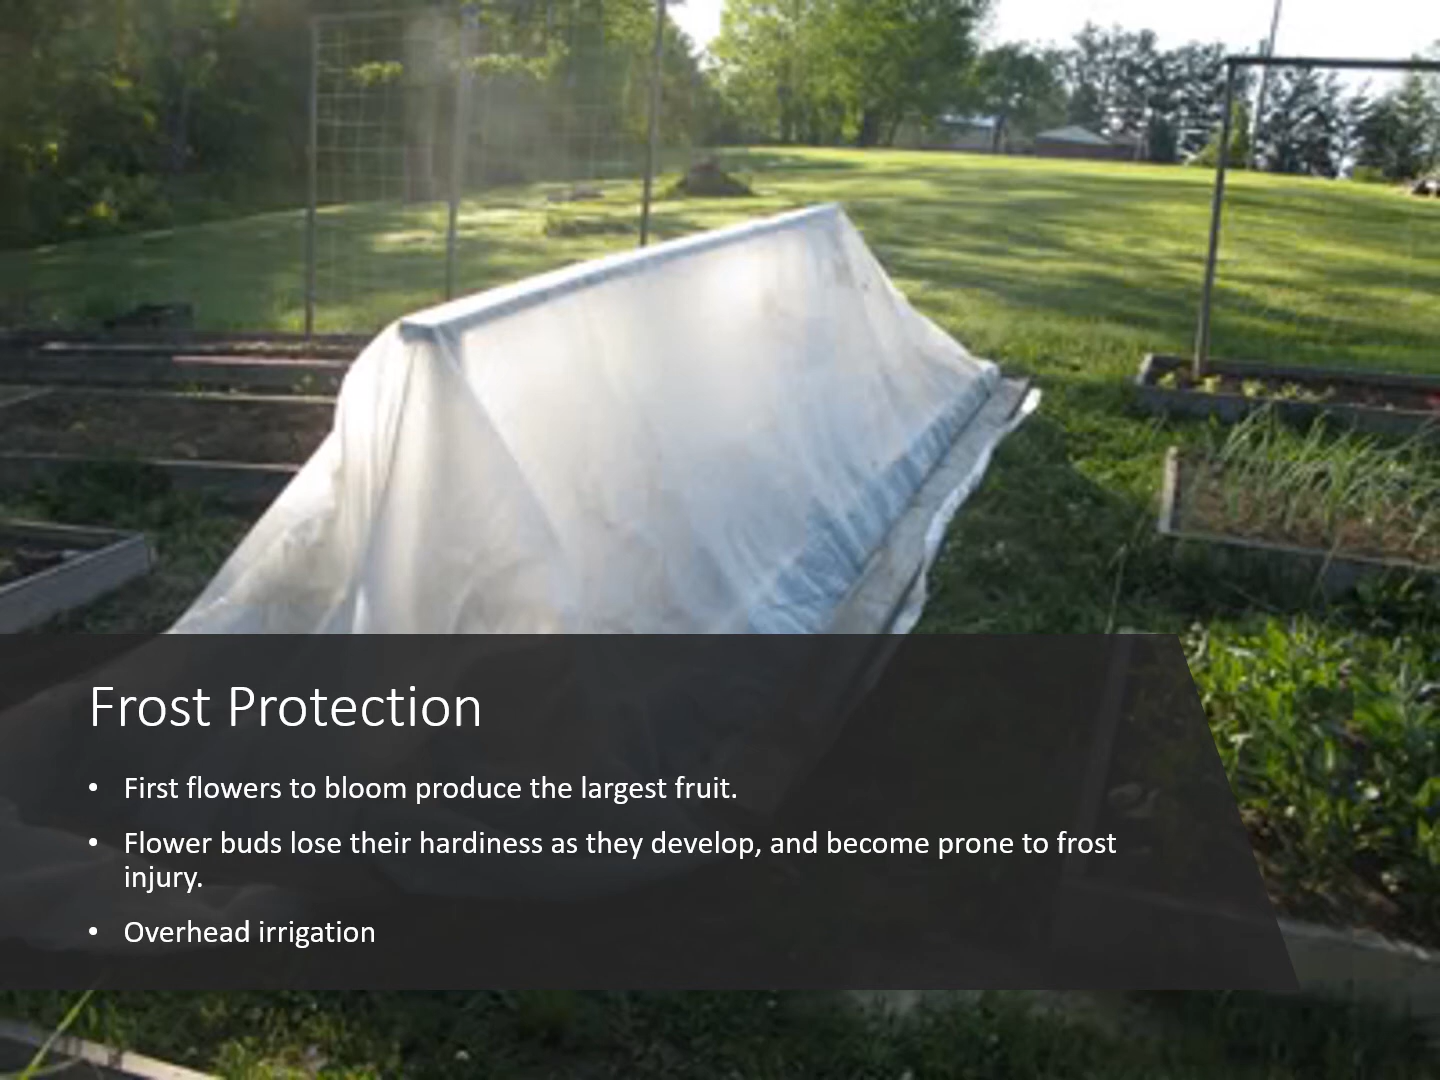 Frost Protection
• First flowers to bloom produce the largest fruit.
• Flower buds lose their hardiness as they develop, and become prone to frost
injury.
• Overhead irrigation